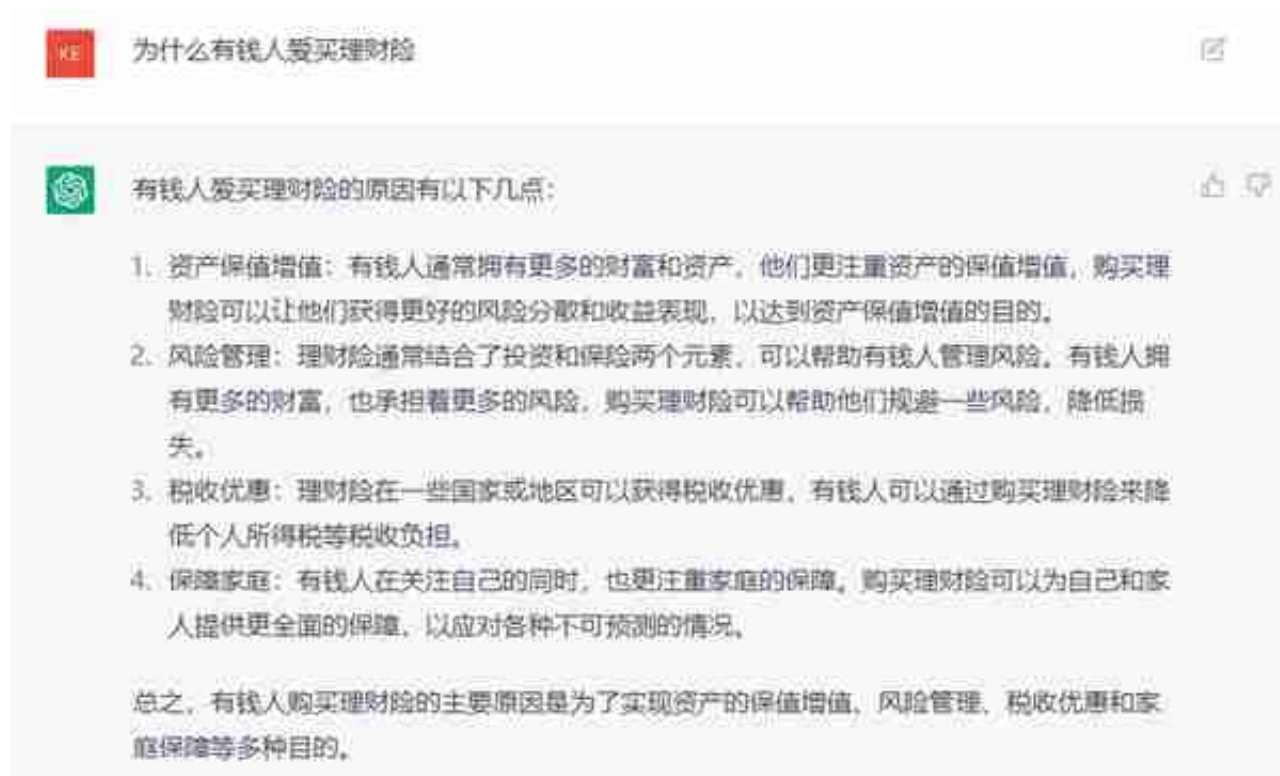 KE
为什么有钱人爱买理财险
有钱人爱买理财险的原因有以下几点：
1. 资产保值增值：有钱人通常拥有更多的财富和资产，他们更注重资产的保值增值，购买理
财险可以让他们获得更好的风险分散和收益表现，以达到资产保值增值的目的。
2. 风险管理：理财险通常结合了投资和保险两个元素，可以帮助有钱人管理风险。有钱人拥
有更多的财富，也承担着更多的风险，购买理财险可以帮助他们规避一些风险，降低损
失。
3. 税收优惠：理财险在一些国家或地区可以获得税收优惠，有钱人可以通过购买理财险来降
低个人所得税等税收负担。
4. 保障家庭：有钱人在关注自己的同时，也更注重家庭的保障。购买理财险可以为自己和家
人提供更全面的保障，以应对各种不可预测的情况。
总之，有钱人购买理财险的主要原因是为了实现资产的保值增值、风险管理、税收优惠和家
庭保障等多种目的。